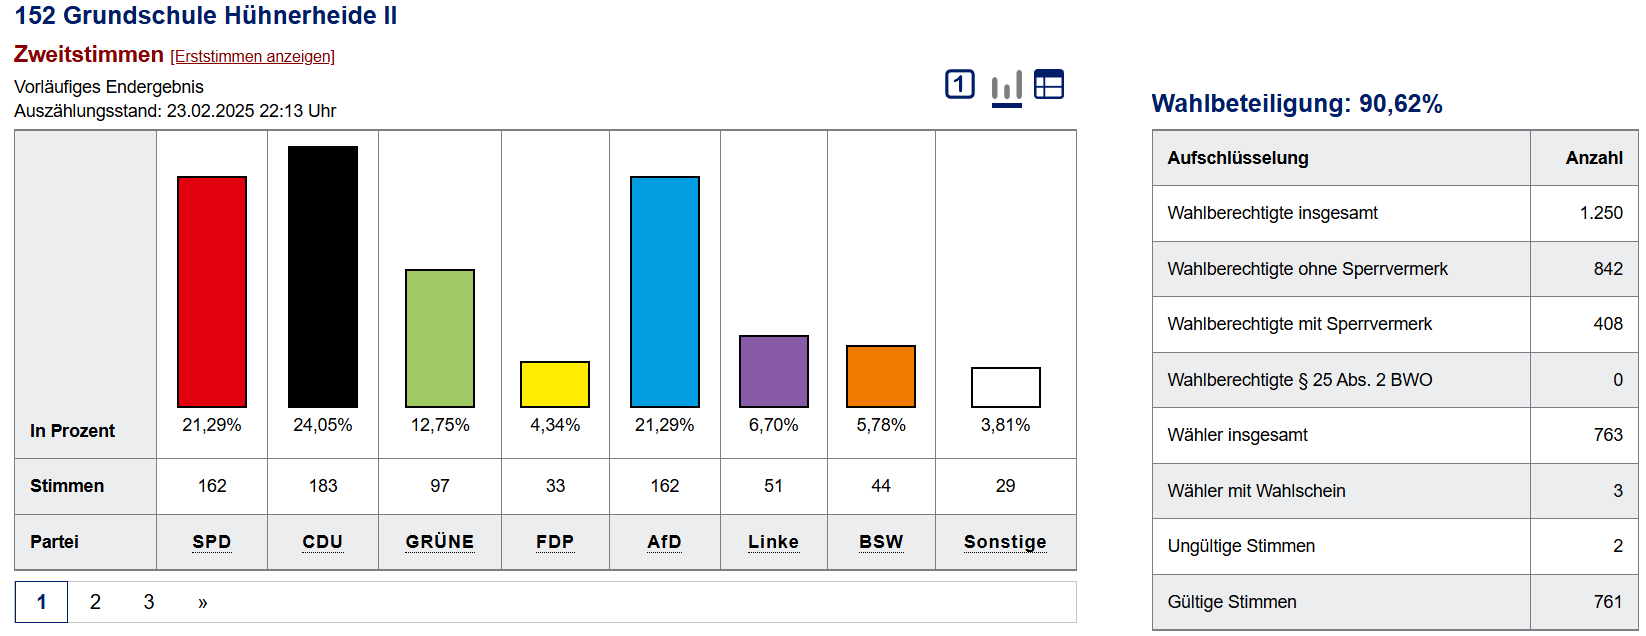 152 Grundschule Hühnerheide II
Zweitstimmen [Erststimmen anzeigen]
Vorläufiges Endergebnis
Auszählungsstand: 23.02.2025 22:13 Uhr
1
In Prozent 21,29% 24,05% 12,75% 4,34% 21,29% 6,70% 5,78% 3,81%
Stimmen 162 183 97 33 162 51 44 29
Partei SPD CDU GRÜNE FDP AfD Linke BSW Sonstige
1 2 3 »
Wahlbeteiligung: 90,62%
Aufschlüsselung Anzahl
Wahlberechtigte insgesamt 1.250
Wahlberechtigte ohne Sperrvermerk 842
Wahlberechtigte mit Sperrvermerk 408
Wahlberechtigte § 25 Abs. 2 BWO 0
Wähler insgesamt 763
Wähler mit Wahlschein 3
Ungültige Stimmen 2
Gültige Stimmen 761